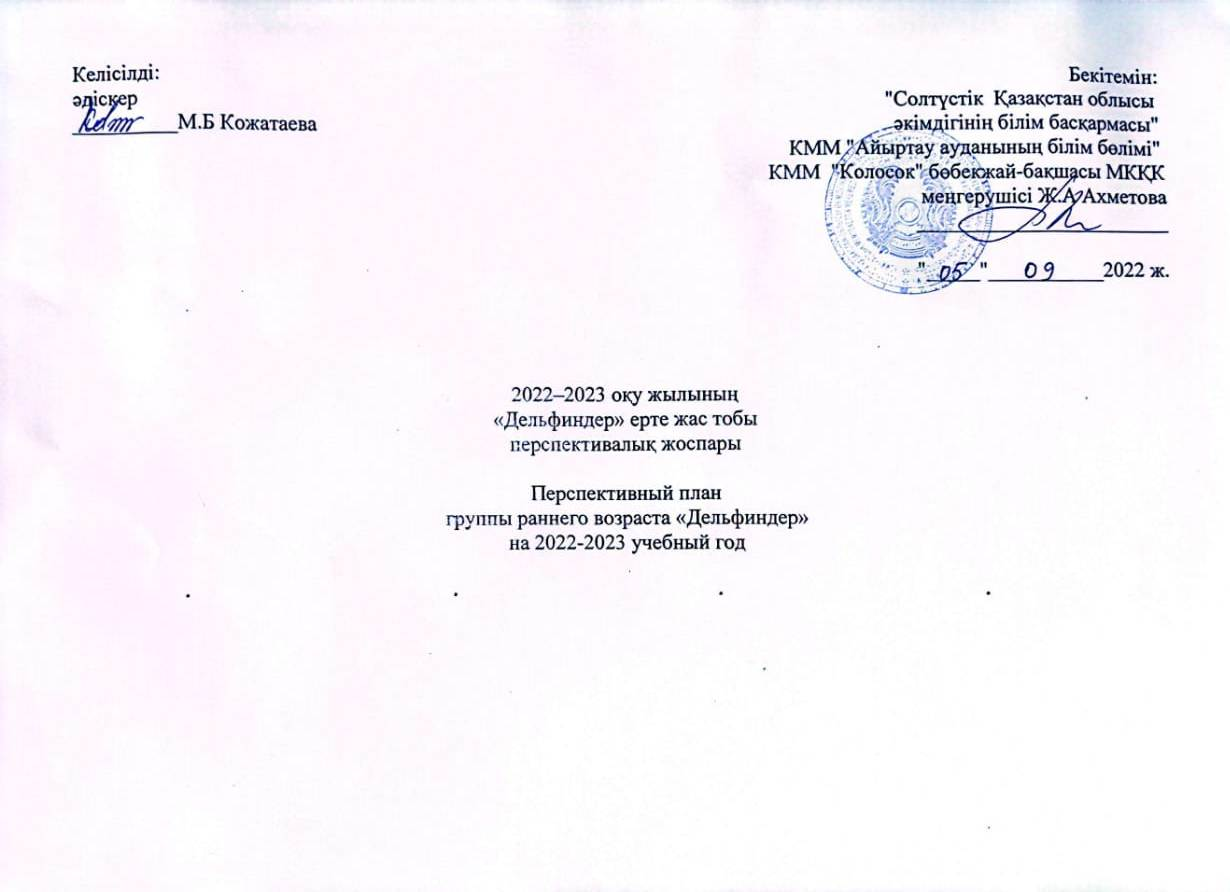 Келісілді:
әдіскер
__________М.Б Кожатаева
Бекітемін:
"Солтүстік Қазақстан облысы
әкімдігінің білім басқармасы"
КММ "Айыртау ауданының білім бөлімі"
КММ "Колосок" бөбекжай-бақшасы МКҚК
меңгерушісі Ж.А Ахметова
" 05 " 09 2022 ж.
2022–2023 оқу жылының
«Дельфиндер» ерте жас тобы
перспективалық жоспары
Перспективный план
группы раннего возраста «Дельфиндер»
на 2022-2023 учебный год